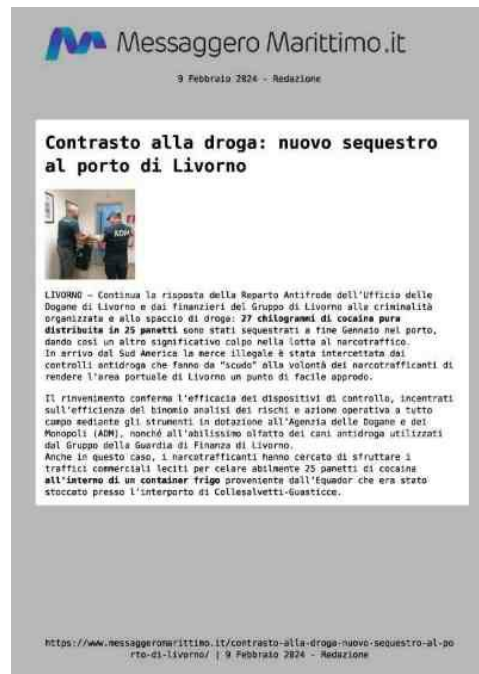 Messaggero Marittimo.it
9 Febbraio 2024 - Redazione
Contrasto alla droga: nuovo sequestro
al porto di Livorno
ADM
LIVORNO – Continua la risposta della Reparto Antifrode dell'Ufficio delle
Dogane di Livorno e dai finanzieri del Gruppo di Livorno alla criminalità
organizzata e allo spaccio di droga: 27 chilogrammi di cocaina pura
distribuita in 25 panetti sono stati sequestrati a fine Gennaio nel porto,
dando così un altro significativo colpo nella lotta al narcotraffico.
In arrivo dal Sud America la merce illegale è stata intercettata dai
controlli antidroga che fanno da "scudo" alla volontà dei narcotrafficanti di
rendere l'area portuale di Livorno un punto di facile approdo.
Il rinvenimento conferma l'efficacia dei dispositivi di controllo, incentrati
sull'efficienza del binomio analisi dei rischi e azione operativa a tutto
campo mediante gli strumenti in dotazione all'Agenzia delle Dogane e dei
Monopoli (ADM), nonché all'abilissimo olfatto dei cani antidroga utilizzati
dal Gruppo della Guardia di Finanza di Livorno.
Anche in questo caso, i narcotrafficanti hanno cercato di sfruttare i
traffici commerciali leciti per celare abilmente 25 panetti di cocaina
all'interno di un container frigo proveniente dall'Equador che era stato
stoccato presso l'interporto di Collesalvetti-Guasticce.
https://www.messaggeromarittimo.it/contrasto-alla-droga-nuovo-sequestro-al-po
rto-di-livorno/ | 9 Febbraio 2024 - Redazione